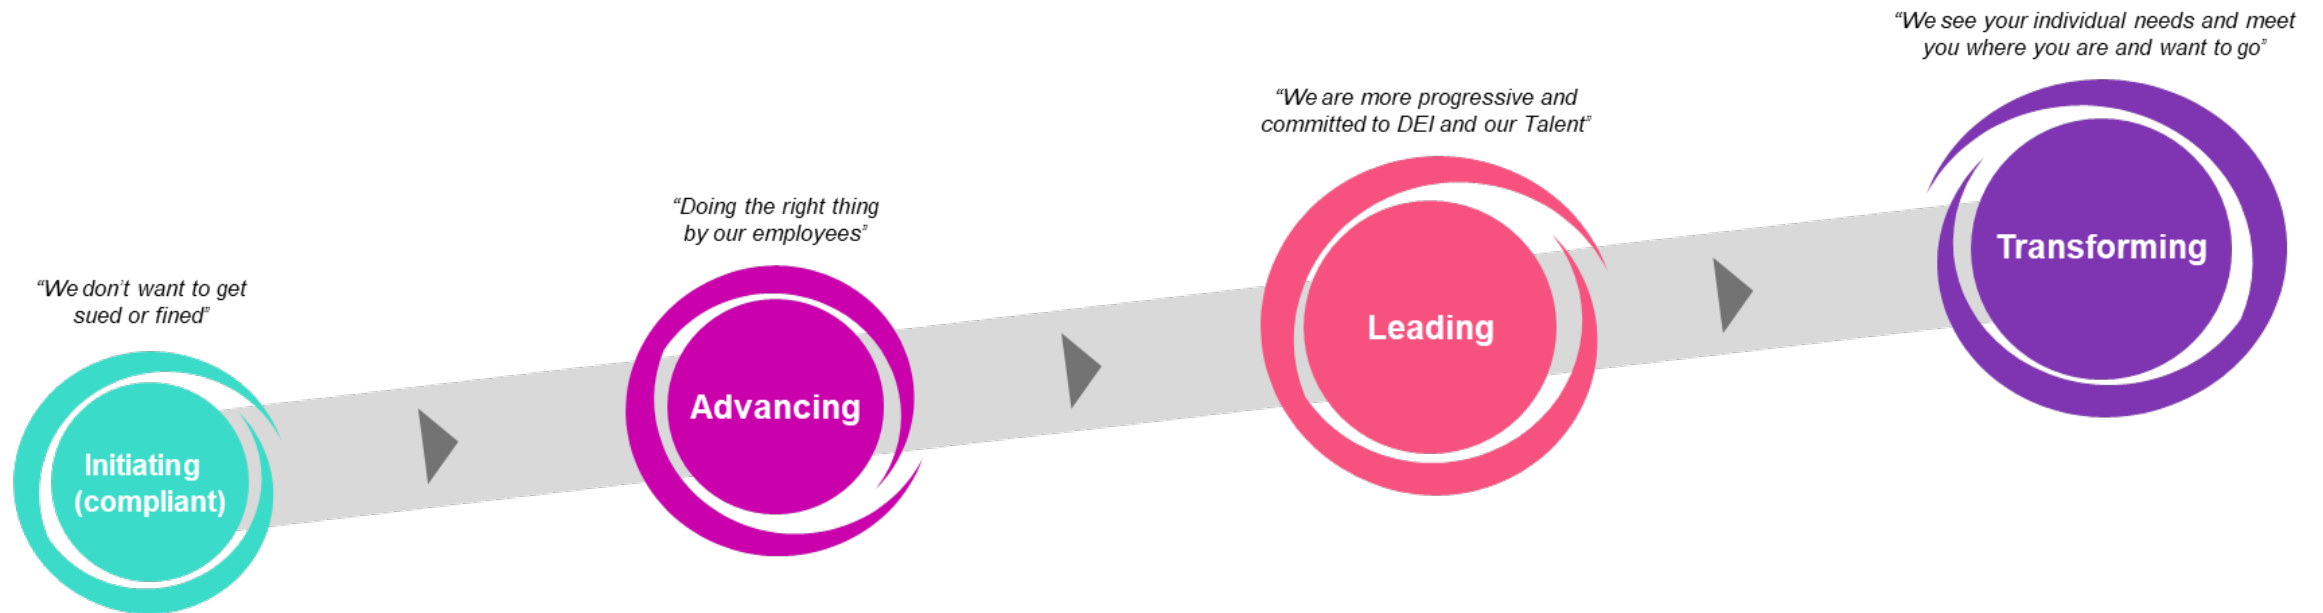 “We don’t want to get
sued or fined”
Initiating
(compliant)
“Doing the right thing
by our employees”
Advancing
“We are more progressive and
committed to DEI and our Talent”
Leading
“We see your individual needs and meet
you where you are and want to go”
Transforming